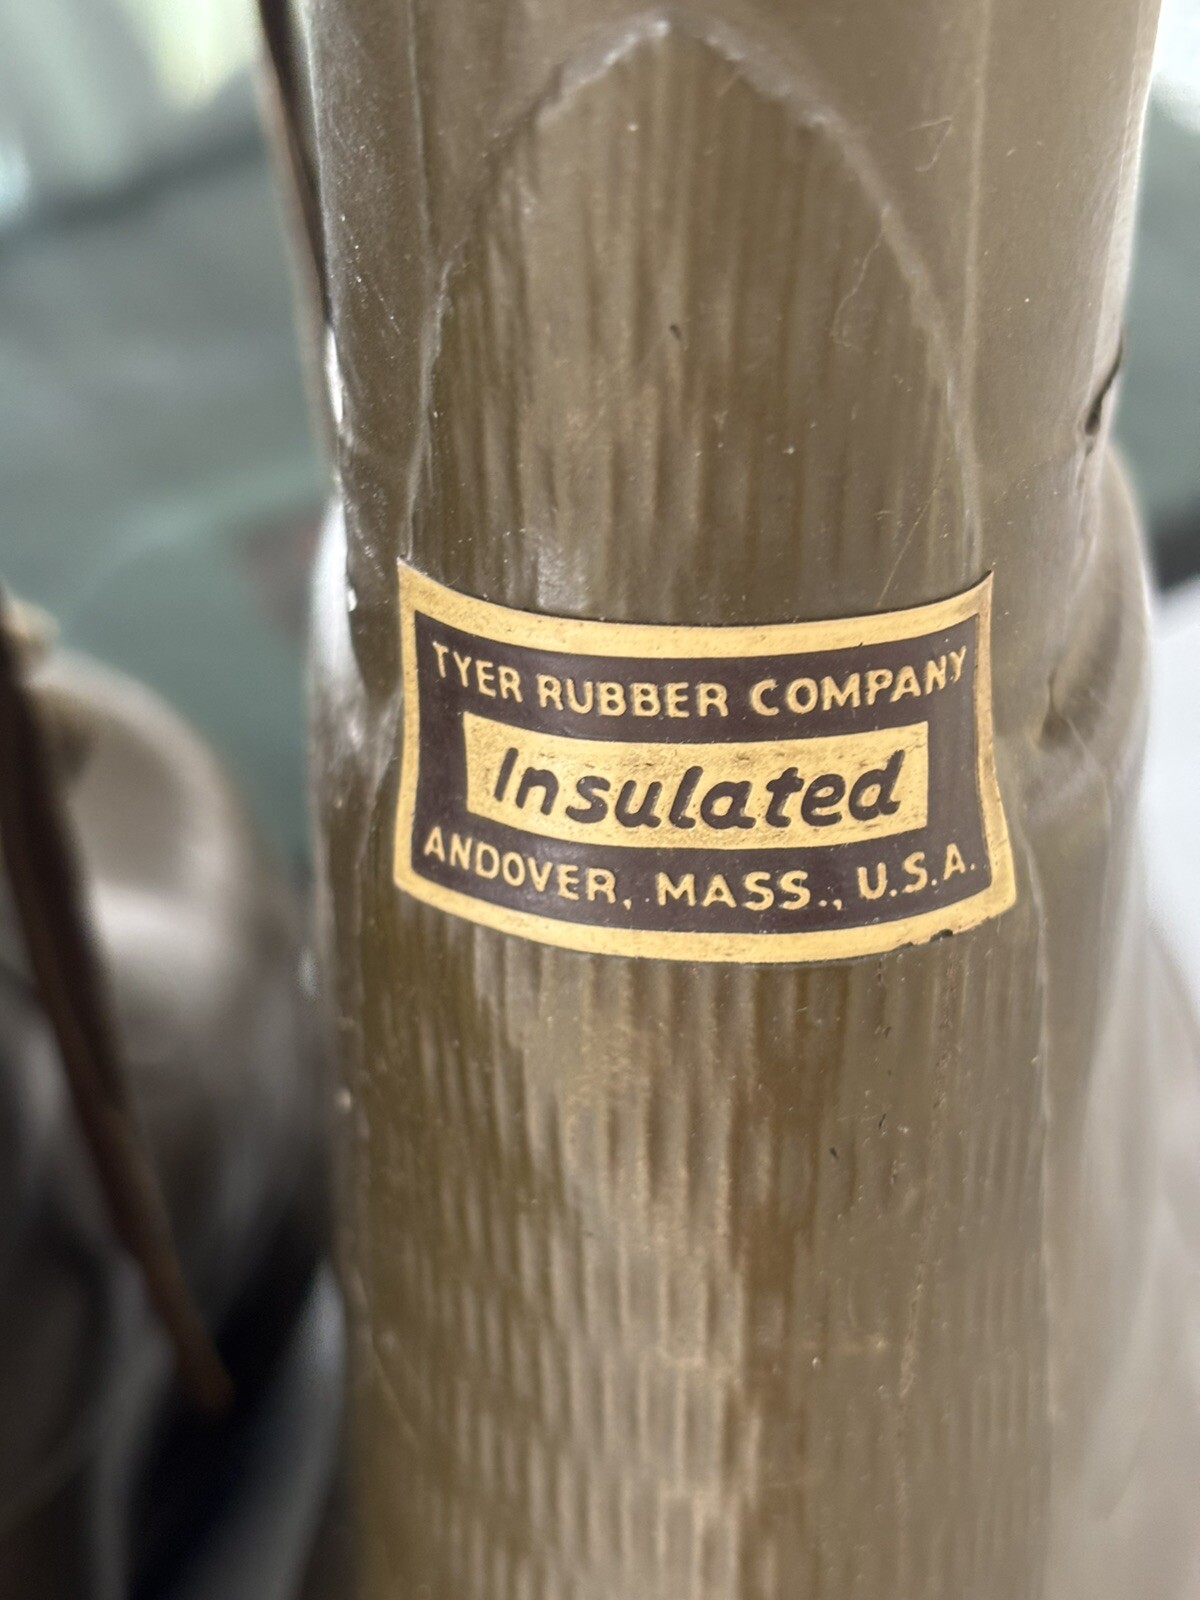 TYER RUBBER COMPANY
Insulated
ANDOVER, MASS., U.S.A.